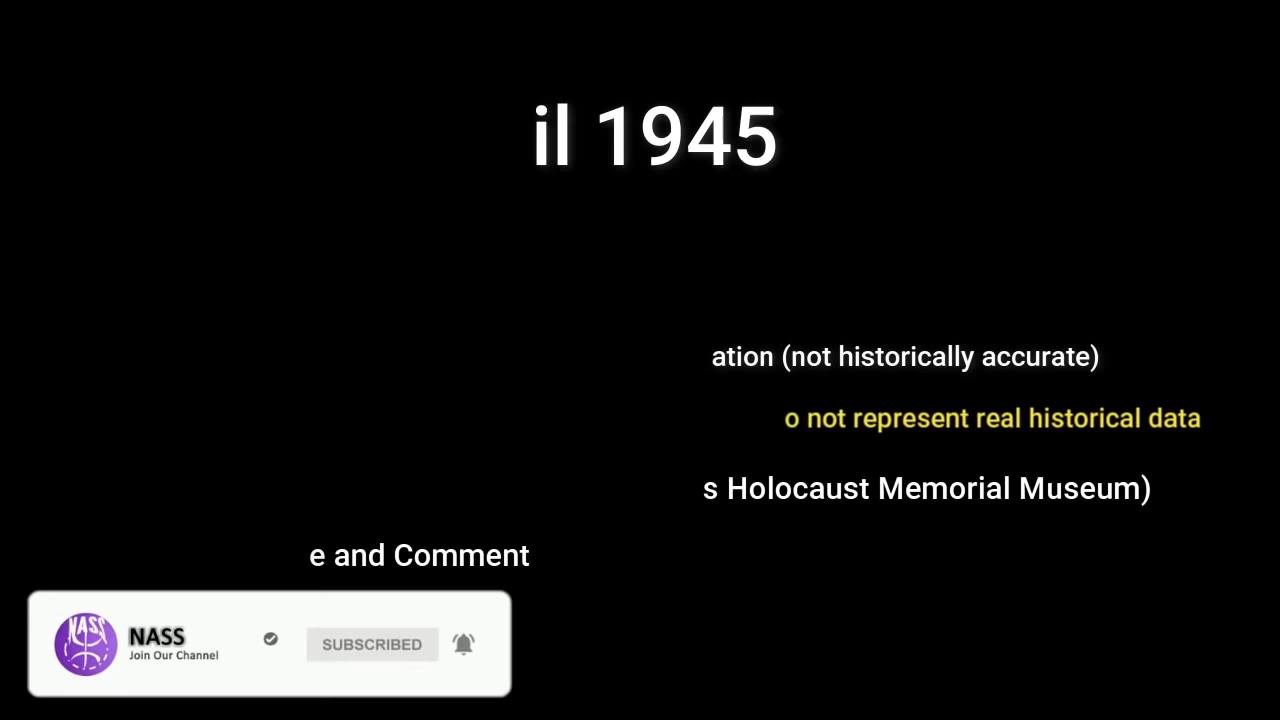 il 1945
ation (not historically accurate)
o not represent real historical data
s Holocaust Memorial Museum)
e and Comment
NASS
NASS
Join Our Channel
SUBSCRIBED